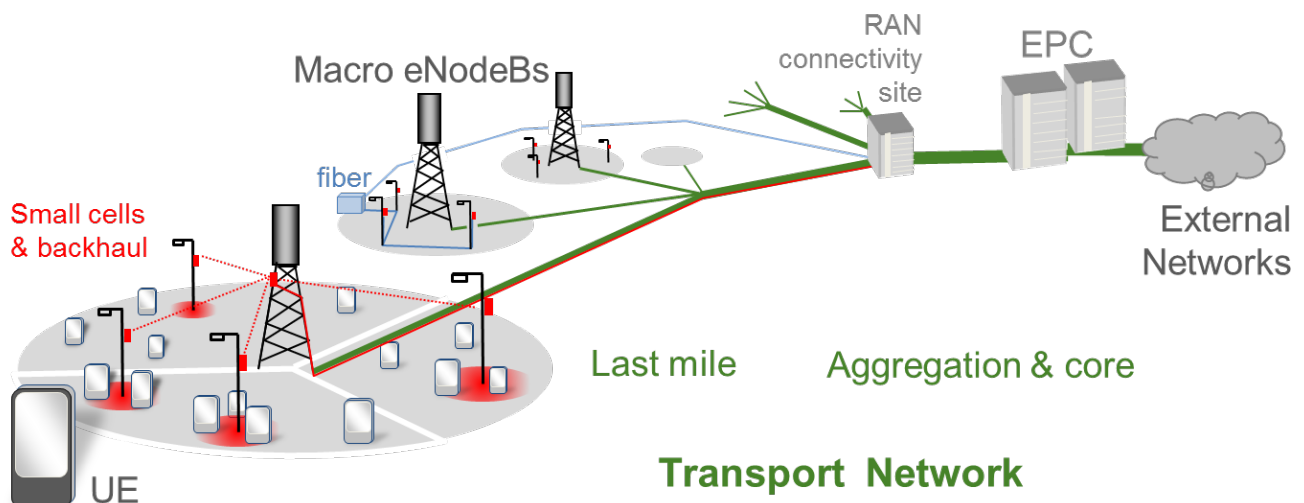 RAN
connectivity
site
EPC
Macro eNodeBs
fiber
Small cells
& backhaul
External
Networks
Last mile
Aggregation & core
Transport Network
UE